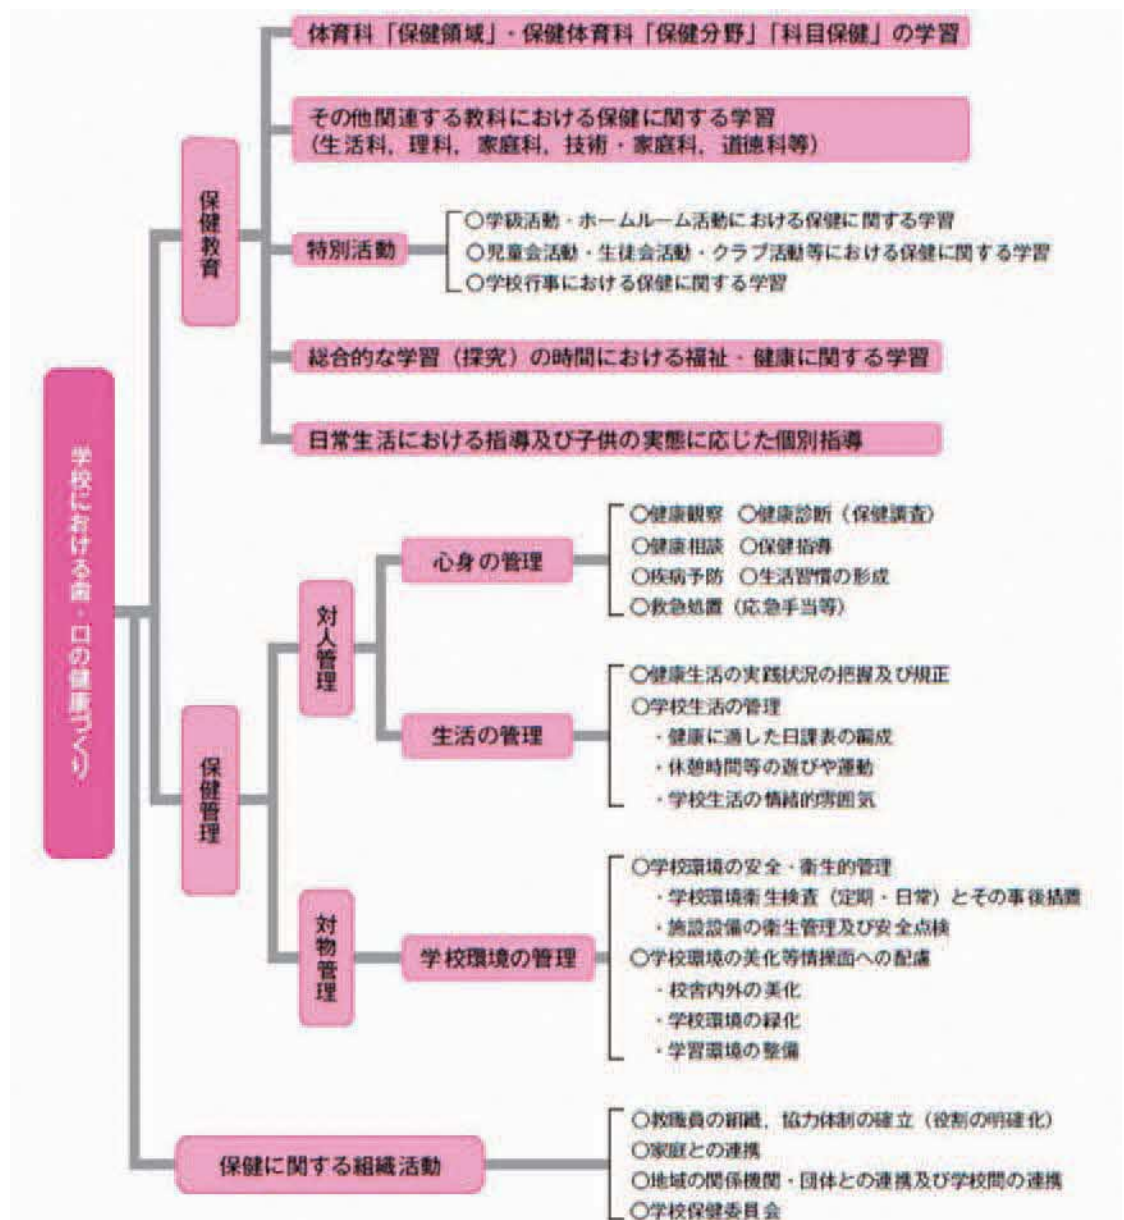 学校における歯・口の健康づくり
保健教育
体育科「保健領域」・保健体育科「保健分野」「科目保健」の学習
その他関連する教科における保健に関する学習
（生活科，理科，家庭科，技術・家庭科，道徳科等）
特別活動
○学級活動・ホームルーム活動における保健に関する学習
○児童会活動・生徒会活動・クラブ活動等における保健に関する学習
○学校行事における保健に関する学習
総合的な学習（探究）の時間における福祉・健康に関する学習
日常生活における指導及び子供の実態に応じた個別指導
保健管理
対人管理
心身の管理
○健康観察　○健康診断（保健調査）
○健康相談　○保健指導
○疾病予防　○生活習慣の形成
○救急処置（応急手当等）
生活の管理
○健康生活の実践状況の把握及び規正
○学校生活の管理
・健康に適した日課表の編成
・休憩時間等の遊びや運動
・学校生活の情緒的雰囲気
対物管理
学校環境の管理
○学校環境の安全・衛生的管理
・学校環境衛生検査（定期・日常）とその事後措置
・施設設備の衛生管理及び安全点検
○学校環境の美化等情操面への配慮
・校舎内外の美化
・学校環境の緑化
・学習環境の整備
保健に関する組織活動
○教職員の組織，協力体制の確立（役割の明確化）
○家庭との連携
○地域の関係機関・団体との連携及び学校間の連携
○学校保健委員会